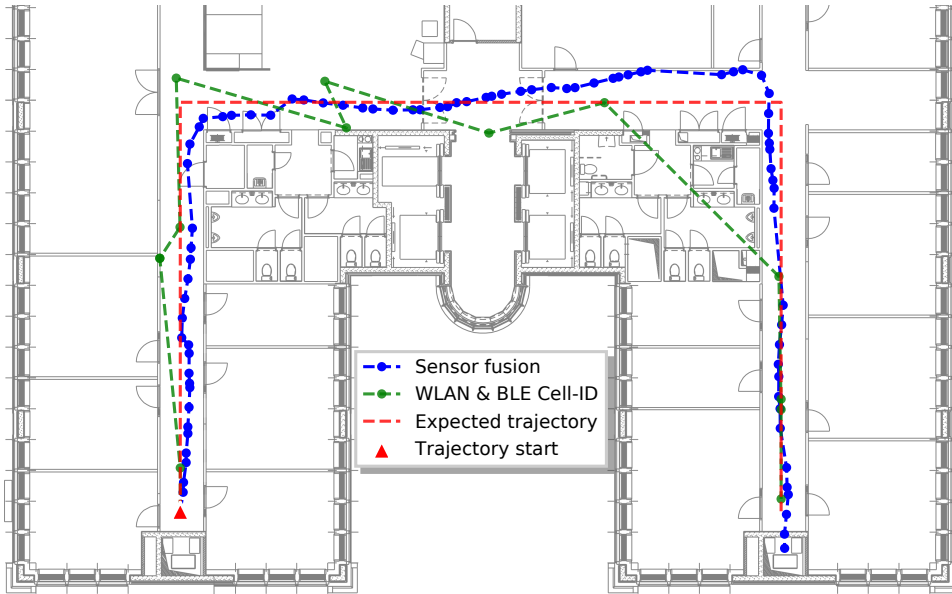 Sensor fusion
WLAN & BLE Cell-ID
Expected trajectory
Trajectory start